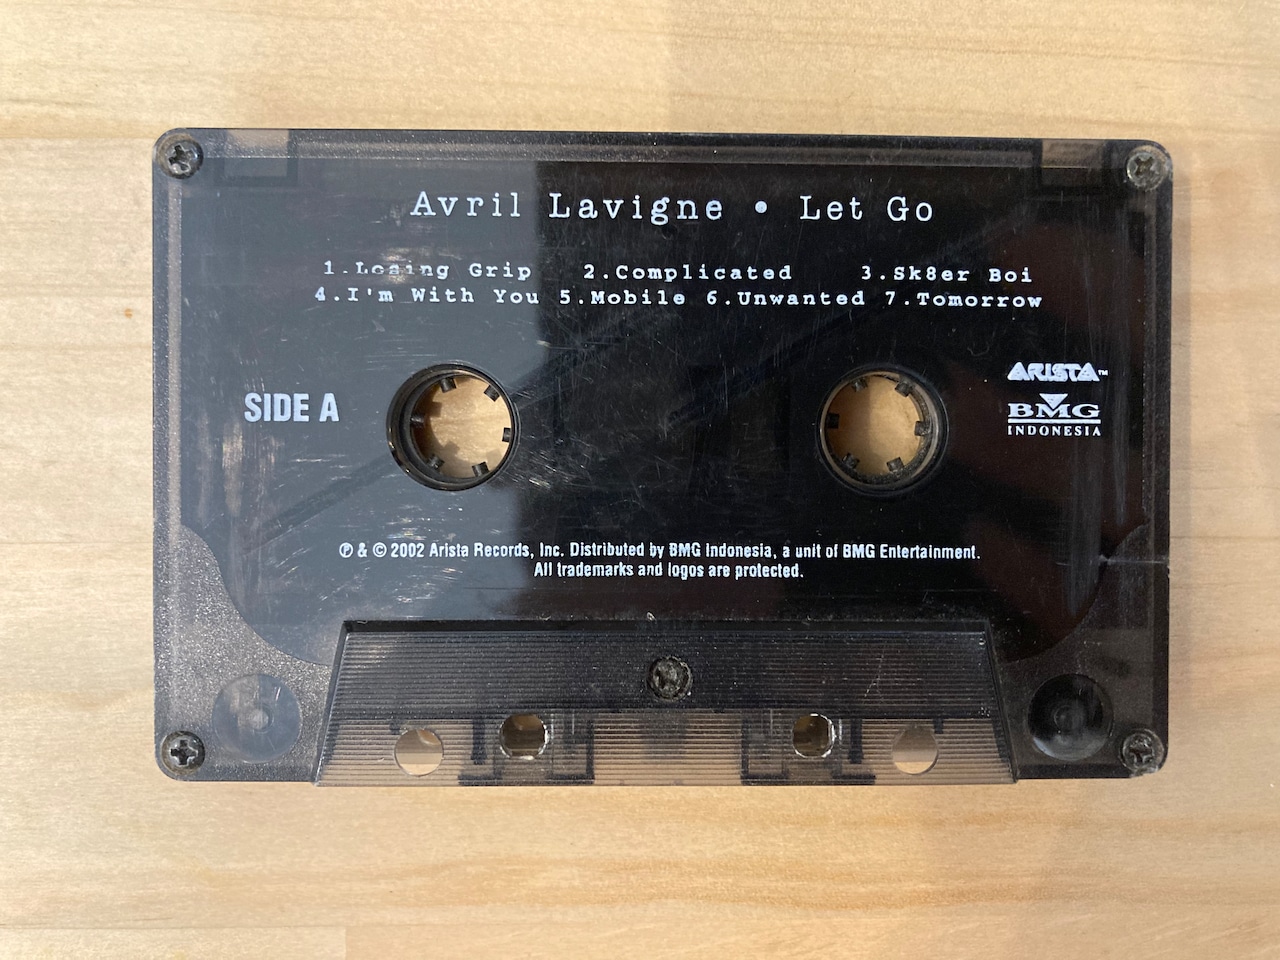 Avril Lavigne • Let Go
1.Losing Grip 2.Complicated 3.Sk8er Boi
4.I'm With You 5.Mobile 6.Unwanted 7.Tomorrow
SIDE A
ARISTA™
BMG
INDONESIA
℗ & © 2002 Arista Records, Inc. Distributed by BMG Indonesia, a unit of BMG Entertainment.
All trademarks and logos are protected.